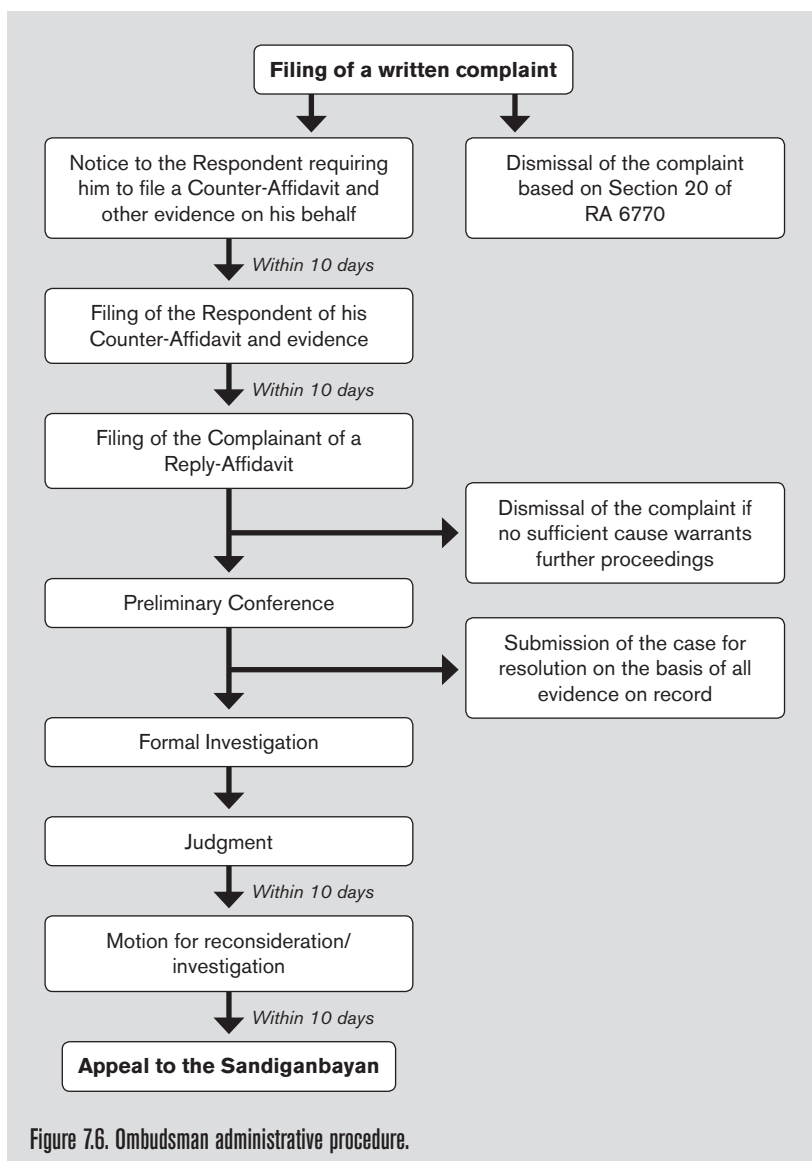 Filing of a written complaint
Notice to the Respondent requiring
him to file a Counter-Affidavit and
other evidence on his behalf
Dismissal of the complaint
based on Section 20 of
RA 6770
Within 10 days
Filing of the Respondent of his
Counter-Affidavit and evidence
Within 10 days
Filing of the Complainant of a
Reply-Affidavit
Dismissal of the complaint if
no sufficient cause warrants
further proceedings
Preliminary Conference
Submission of the case for
resolution on the basis of all
evidence on record
Formal Investigation
Judgment
Within 10 days
Motion for reconsideration/
investigation
Within 10 days
Appeal to the Sandiganbayan
Figure 7.6. Ombudsman administrative procedure.